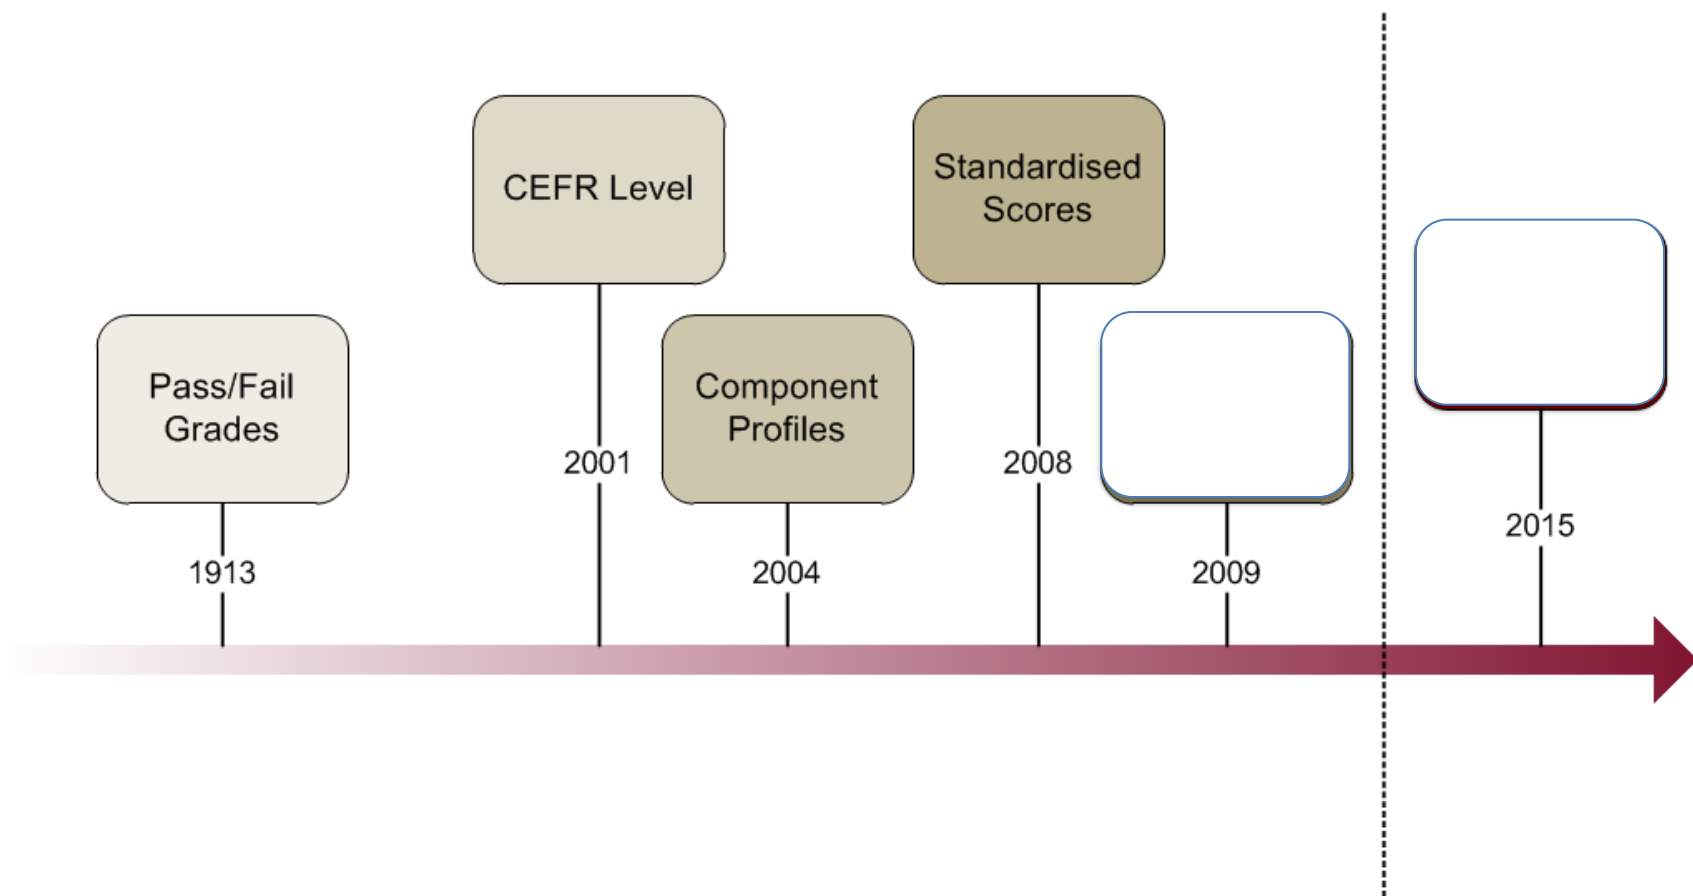 CEFR Level
Standardised
Scores
Pass/Fail
Grades
Component
Profiles
2001
2008
2015
1913
2004
2009